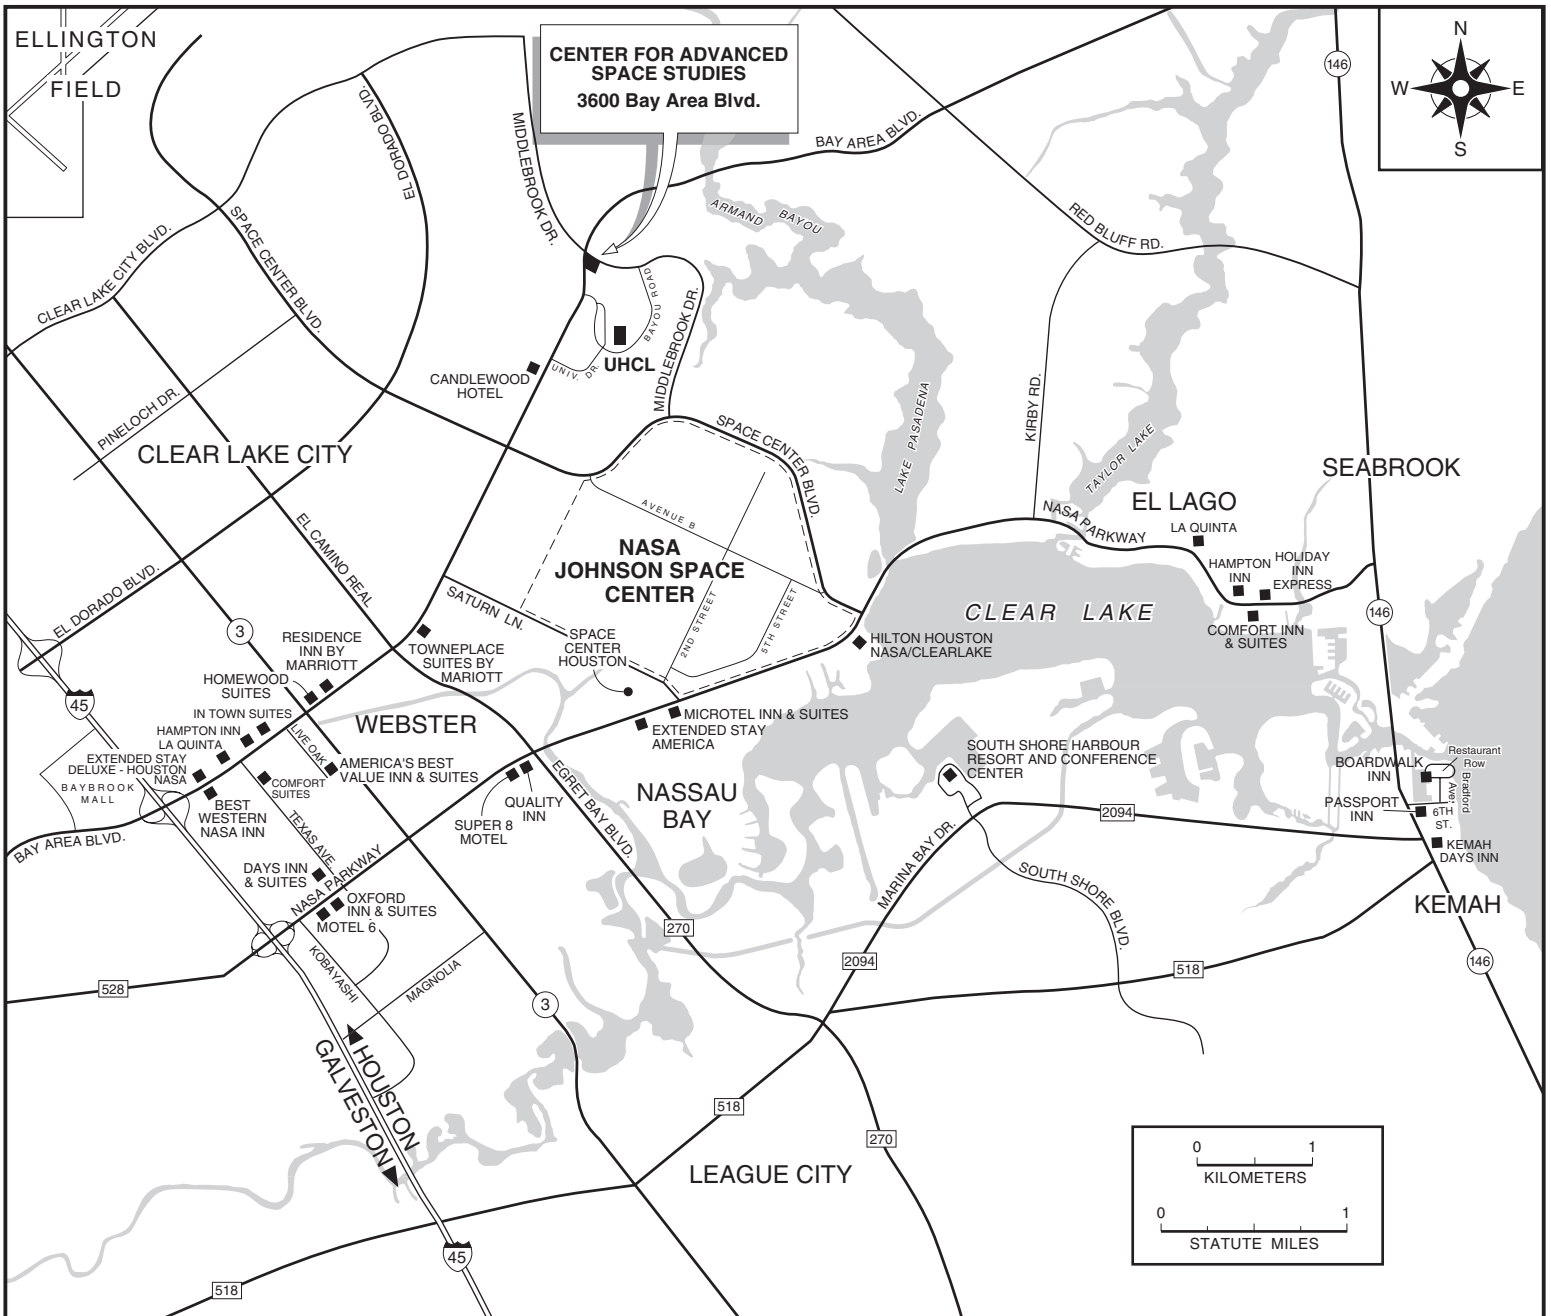 ELLINGTON
FIELD
CENTER FOR ADVANCED
SPACE STUDIES
3600 Bay Area Blvd.
146
N
W
E
S
EL DORADO BLVD.
MIDDLEBROOK DR.
BAY AREA BLVD.
ARMAND BAYOU
RED BLUFF RD.
CLEAR LAKE CITY BLVD.
SPACE CENTER BLVD.
BAYOU ROAD
MIDDLEBROOK DR.
UHCL
UNIV. DR.
CANDLEWOOD
HOTEL
PINELOCH DR.
CLEAR LAKE CITY
KIRBY RD.
LAKE PASADENA
TAYLOR LAKE
SPACE CENTER BLVD.
SEABROOK
EL LAGO
LA QUINTA
NASA PARKWAY
HAMPTON
INN
HOLIDAY
INN
EXPRESS
COMFORT INN
& SUITES
146
AVENUE B
NASA
JOHNSON SPACE
CENTER
2ND STREET
5TH STREET
SATURN LN.
SPACE
CENTER
HOUSTON
CLEAR LAKE
HILTON HOUSTON
NASA/CLEARLAKE
EL CAMINO REAL
EL DORADO BLVD.
3
RESIDENCE
INN BY
MARRIOTT
TOWNEPLACE
SUITES BY
MARIOTT
HOMEWOOD
SUITES
45
IN TOWN SUITES
HAMPTON INN
LA QUINTA
EXTENDED STAY
DELUXE - HOUSTON
NASA
BAYBROOK
MALL
LIVE OAK
WEBSTER
MICROTEL INN & SUITES
EXTENDED STAY
AMERICA
AMERICA'S BEST
VALUE INN & SUITES
COMFORT
SUITES
BEST
WESTERN
NASA INN
BAY AREA BLVD.
TEXAS AVE.
QUALITY
INN
SUPER 8
MOTEL
EGRET BAY BLVD.
NASSAU
BAY
SOUTH SHORE HARBOUR
RESORT AND CONFERENCE
CENTER
BOARDWALK
INN
Restaurant
Row
Bradford
Ave.
PASSPORT
INN
6TH
ST.
KEMAH
DAYS INN
2094
MARINA BAY DR.
SOUTH SHORE BLVD.
KEMAH
DAYS INN
& SUITES
NASA PARKWAY
OXFORD
INN & SUITES
MOTEL 6
KOBAYASHI
MAGNOLIA
270
2094
518
146
528
3
HOUSTON
GALVESTON
518
270
LEAGUE CITY
45
518
0 1
KILOMETERS
0 1
STATUTE MILES